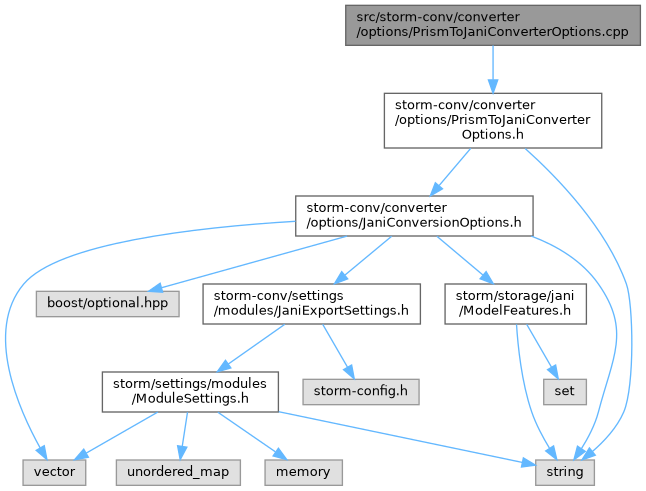 src/storm-conv/converter
/options/PrismToJaniConverterOptions.cpp
storm-conv/converter
/options/PrismToJaniConverter
Options.h
storm-conv/converter
/options/JaniConversionOptions.h
boost/optional.hpp
storm-conv/settings
/modules/JaniExportSettings.h
storm/storage/jani
/ModelFeatures.h
storm/settings/modules
/ModuleSettings.h
storm-config.h
set
vector
unordered_map
memory
string